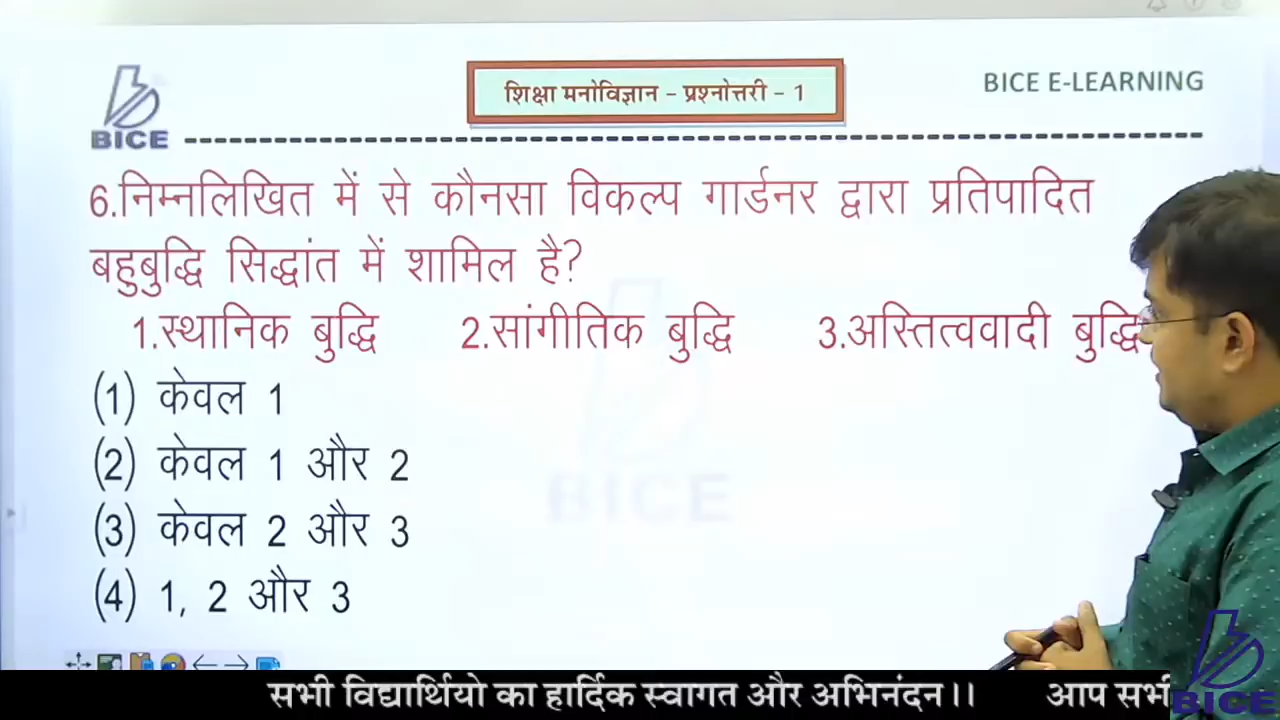 BICE
शिक्षा मनोविज्ञान - प्रश्नोत्तरी - 1
BICE E-LEARNING
6.निम्नलिखित में से कौनसा विकल्प गार्डनर द्वारा प्रतिपादित
बहुबुद्धि सिद्धांत में शामिल है?
1.स्थानिक बुद्धि 2.सांगीतिक बुद्धि 3.अस्तित्ववादी बुद्धि
(1) केवल 1
(2) केवल 1 और 2
(3) केवल 2 और 3
(4) 1, 2 और 3
BICE
सभी विद्यार्थियो का हार्दिक स्वागत और अभिनंदन।। आप सभी
BICE